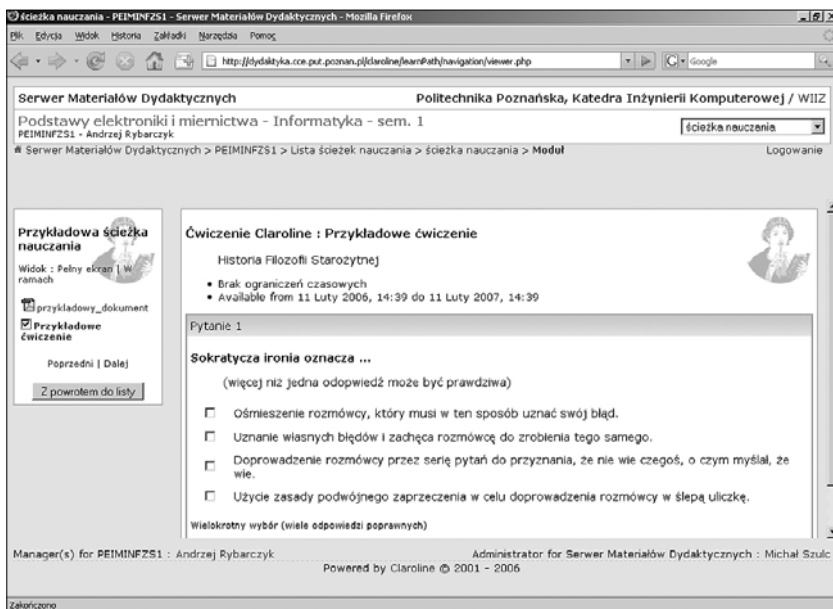 ścieżka nauczania - PEIMINFZS1 - Serwer Materiałów Dydaktycznych - Mozilla Firefox
Plik Edycja Widok Historia Zakładki Narzędzia Pomoc
http://dydaktyka.cce.put.poznan.pl/claroline/learnPath/navigation/viewer.php
Google
Serwer Materiałów Dydaktycznych
Politechnika Poznańska, Katedra Inżynierii Komputerowej / WIIZ
Podstawy elektroniki i miernictwa - Informatyka - sem. 1
PEIMINFZS1 - Andrzej Rybarczyk
ścieżka nauczania
Serwer Materiałów Dydaktycznych > PEIMINFZS1 > Lista ścieżek nauczania > ścieżka nauczania > Moduł
Logowanie
Przykładowa ścieżka
nauczania
Widok : Pełny ekran | W
ramach
przykladowy_dokument
Przykładowe
ćwiczenie
Poprzedni | Dalej
Z powrotem do listy
Ćwiczenie Claroline : Przykładowe ćwiczenie
Historia Filozofii Starożytnej
• Brak ograniczeń czasowych
• Available from 11 Luty 2006, 14:39 do 11 Luty 2007, 14:39
Pytanie 1
Sokratycza ironia oznacza ...
(więcej niż jedna odopwiedź może być prawdziwa)
Ośmieszenie rozmówcy, który musi w ten sposób uznać swój błąd.
Uznanie własnych błędów i zachęca rozmówcę do zrobienia tego samego.
Doprowadzenie rozmówcy przez serię pytań do przyznania, że nie wie czegoś, o czym myślał, że
wie.
Użycie zasady podwójnego zaprzeczenia w celu doprowadzenia rozmówcy w ślepą uliczkę.
Wielokrotny wybór (wiele odpowiedzi poprawnych)
Manager(s) for PEIMINFZS1 : Andrzej Rybarczyk
Administrator for Serwer Materiałów Dydaktycznych : Michał Szulc
Powered by Claroline © 2001 - 2006
Zakończono